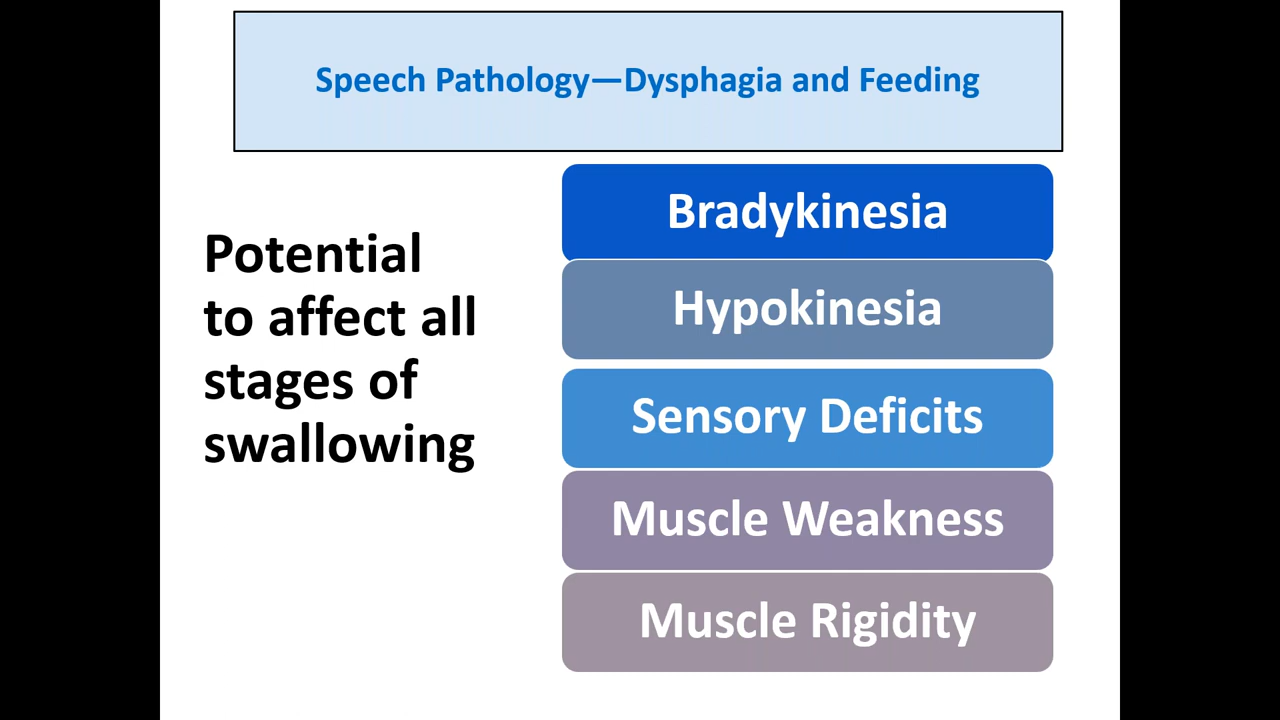 Speech Pathology—Dysphagia and Feeding
Potential
to affect all
stages of
swallowing
Bradykinesia
Hypokinesia
Sensory Deficits
Muscle Weakness
Muscle Rigidity